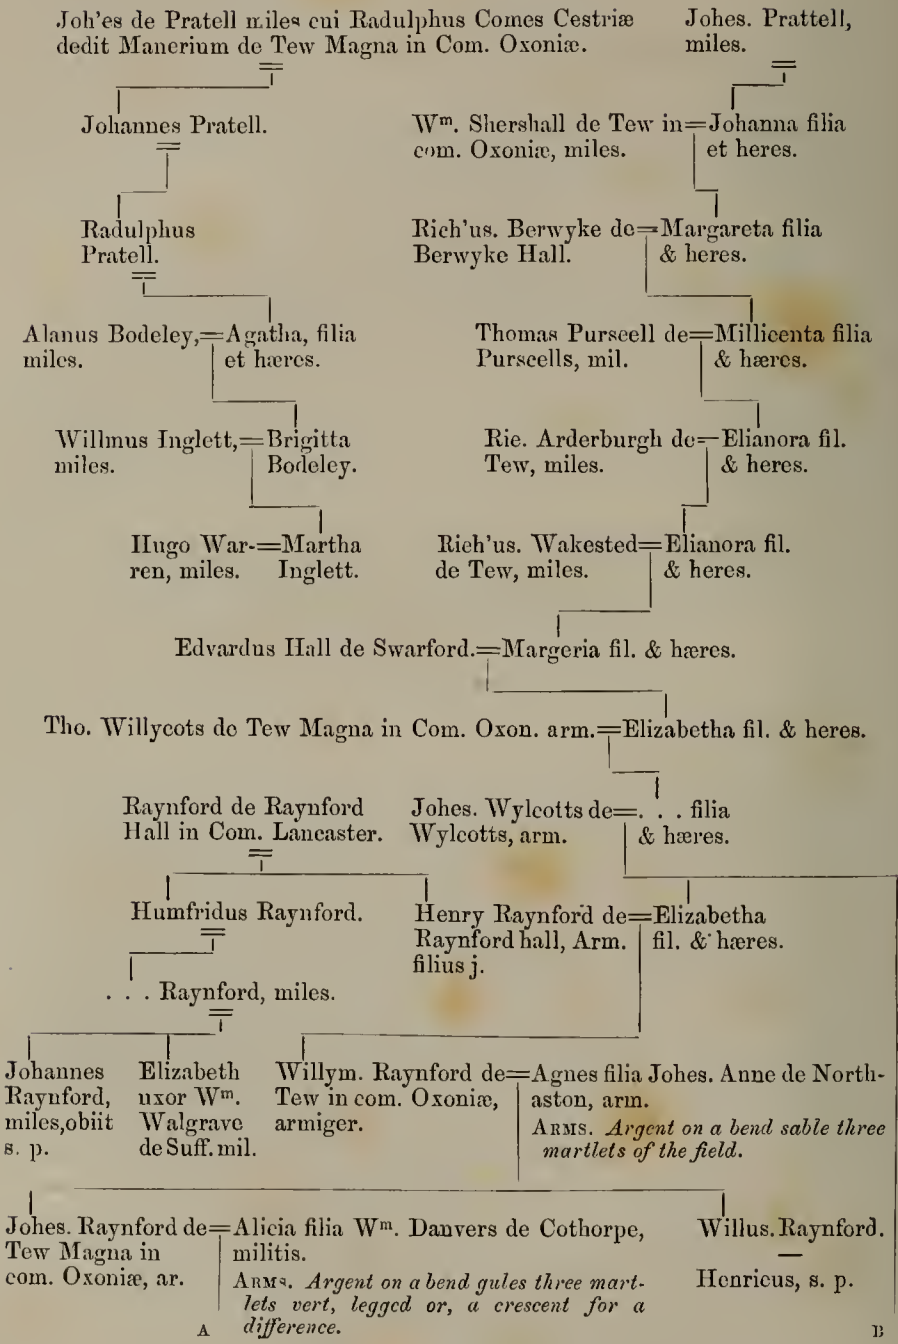 Joh'es de Pratell miles cui Radulphus Comes Cestriæ
dedit Manerium de Tew Magna in Com. Oxoniæ.
Johes. Prattell,
miles.
Johannes Pratell.
Wm. Shershall de Tew in=Johanna filia
com. Oxoniæ, miles. et heres.
Radulphus
Pratell.
Rich'us. Berwyke de=Margareta filia
Berwyke Hall. & heres.
Alanus Bodeley,=Agatha, filia
miles. et hæres.
Thomas Purscell de=Millicenta filia
Purscells, mil. & hæres.
Willmus Inglett,=Brigitta
miles. Bodeley.
Ric. Arderburgh de=Elianora fil.
Tew, miles. & heres.
Hugo War-=Martha
ren, miles. Inglett.
Rich'us. Wakested=Elianora fil.
de Tew, miles. & heres.
Edvardus Hall de Swarford.=Margeria fil. & hæres.
Tho. Willycots de Tew Magna in Com. Oxon. arm.=Elizabetha fil. & heres.
Raynford de Raynford
Hall in Com. Lancaster.
Johes. Wylcotts de=. . . filia
Wylcotts, arm. & hæres.
Humfridus Raynford.
Henry Raynford de=Elizabetha
Raynford hall, Arm. fil. & hæres.
filius j.
. . . Raynford, miles.
Johannes
Raynford,
miles, obiit
s. p.
Elizabeth
uxor Wm.
Walgrave
de Suff. mil.
Willym. Raynford de=Agnes filia Johes. Anne de North-
Tew in com. Oxoniæ, aston, arm.
armiger. ARMS. Argent on a bend sable three
martlets of the field.
Johes. Raynford de=Alicia filia Wm. Danvers de Cothorpe,
Tew Magna in militis.
com. Oxoniæ, ar. ARMS. Argent on a bend gules three mart-
lets vert, legged or, a crescent for a
difference.
Willus. Raynford.
—
Henricus, s. p.
A B